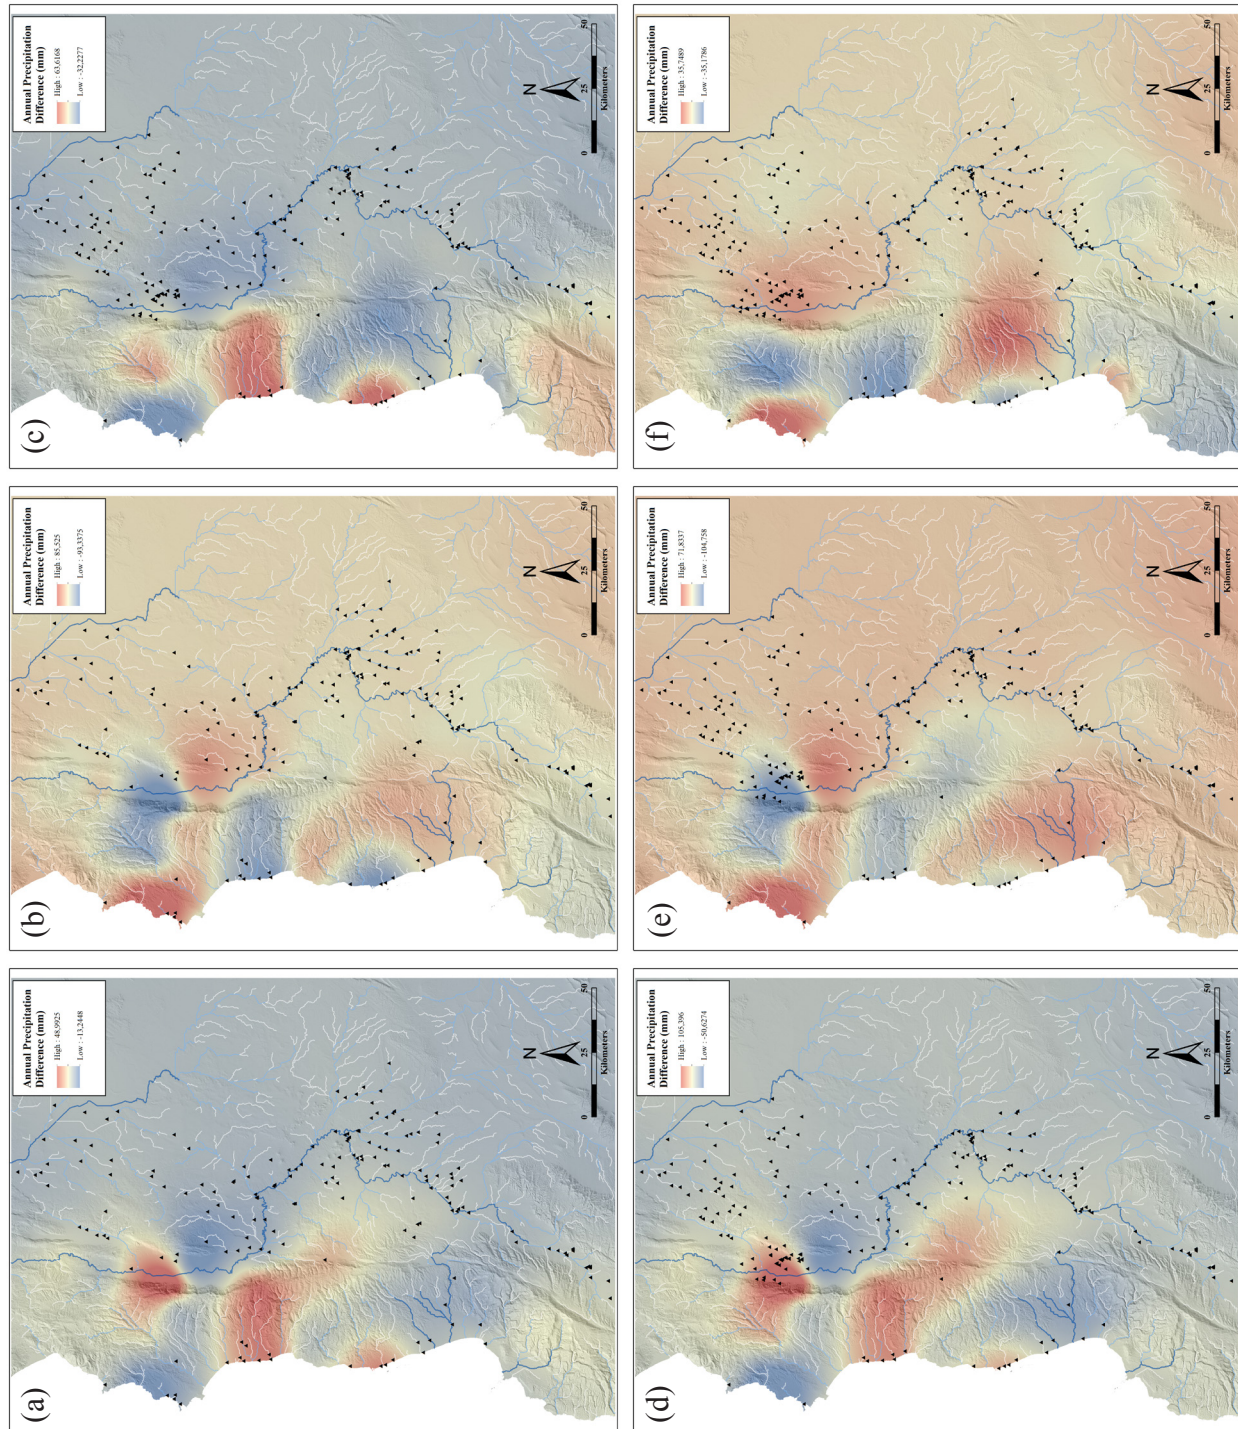 (a)
Annual Precipitation
Difference (mm)
High : 48,9925
Low : -13,2448
N
0 25 50
Kilometers
(b)
Annual Precipitation
Difference (mm)
High : 85,525
Low : -93,3375
N
0 25 50
Kilometers
(c)
Annual Precipitation
Difference (mm)
High : 63,6168
Low : -32,2277
N
0 25 50
Kilometers
(d)
Annual Precipitation
Difference (mm)
High : 105,396
Low : -50,6274
N
0 25 50
Kilometers
(e)
Annual Precipitation
Difference (mm)
High : 71,8337
Low : -104,758
N
0 25 50
Kilometers
(f)
Annual Precipitation
Difference (mm)
High : 35,7489
Low : -35,1786
N
0 25 50
Kilometers